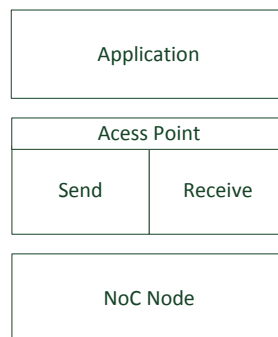 Application
Acess Point
Send Receive
NoC Node